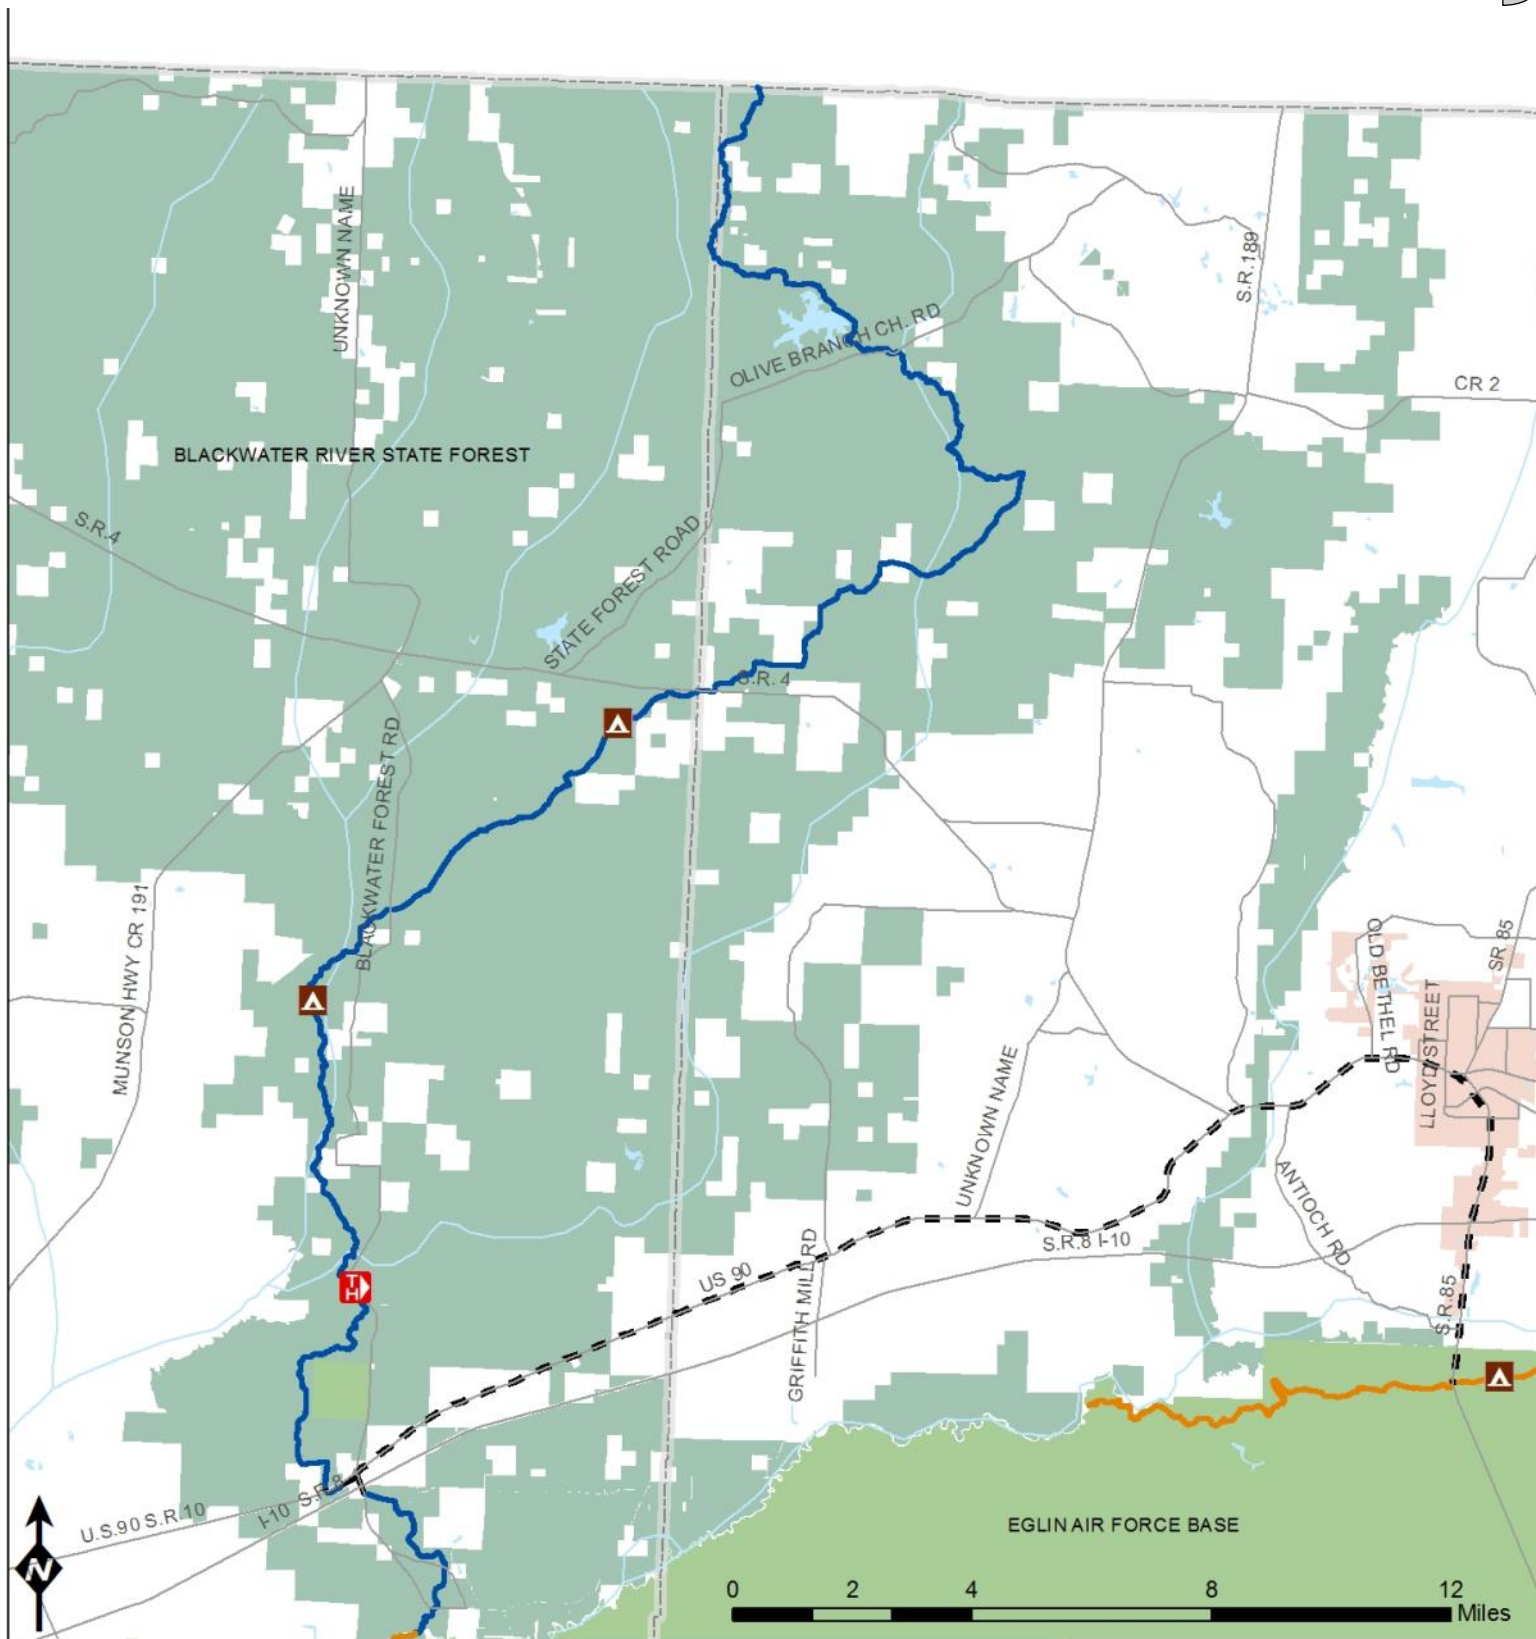 UNKNOWN NAME
S.R.189
OLIVE BRANCH CH. RD
CR 2
BLACKWATER RIVER STATE FOREST
S.R.4
STATE FOREST ROAD
S.R. 4
BLACKWATER FOREST RD
MUNSON HWY CR 191
OLD BETHEL RD
SR 85
LLOYD STREET
UNKNOWN NAME
ANTIOCH RD
S.R.8 I-10
GRIFFITH MILL RD
US 90
TH
S.R.85
I-10 S.R.8
U.S.90 S.R.10
EGLIN AIR FORCE BASE
N
0 2 4 8 12
Miles